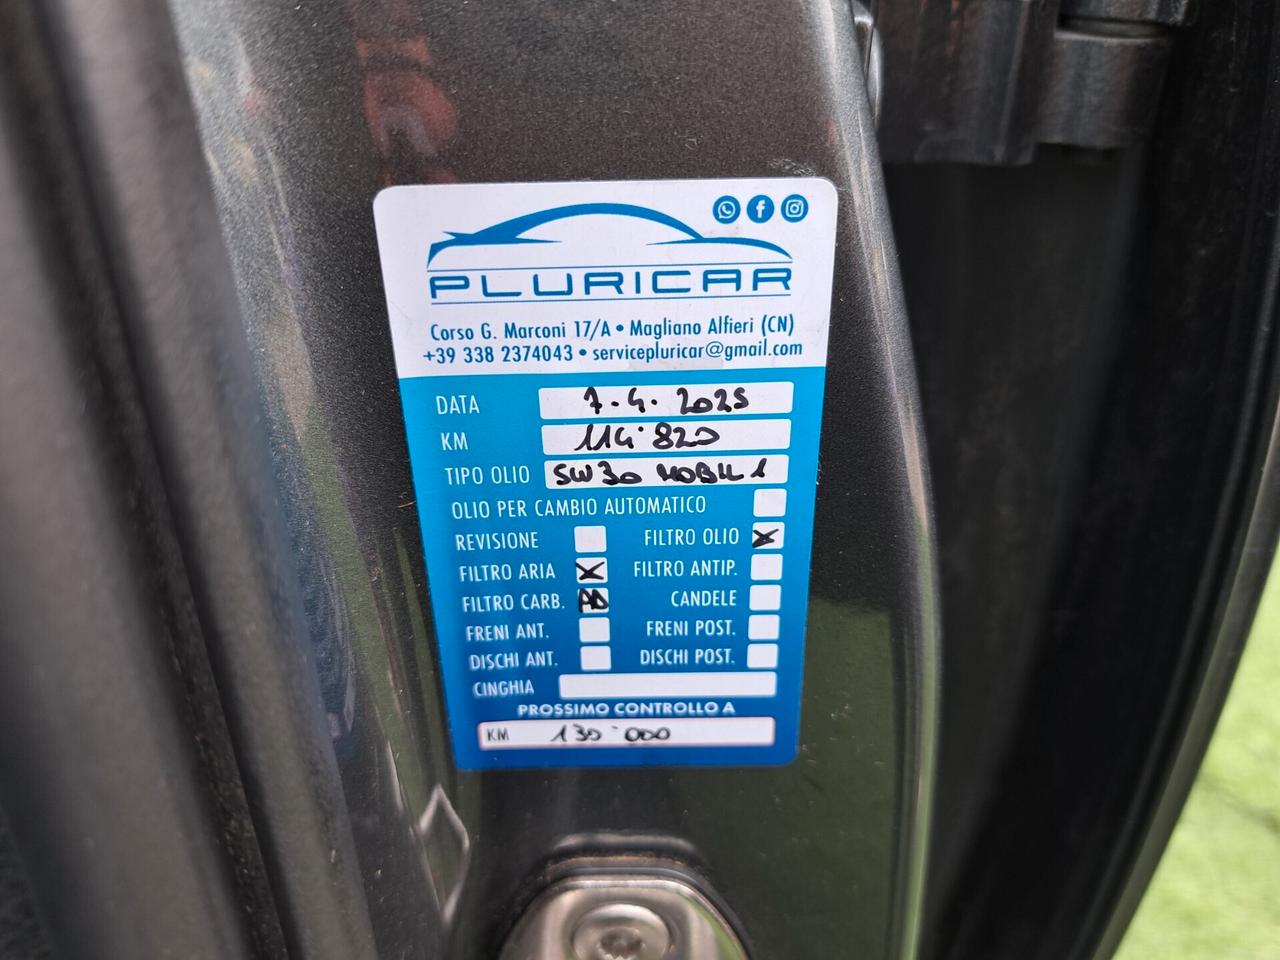 PLURICAR
Corso G. Marconi 17/A • Magliano Alfieri (CN)
+39 338 2374043 • servicepluricar@gmail.com
DATA 7.4.2025
KM 114'820
TIPO OLIO 5W30 MOBIL 1
OLIO PER CAMBIO AUTOMATICO
REVISIONE FILTRO OLIO X
FILTRO ARIA X FILTRO ANTIP.
FILTRO CARB. CANDELE
FRENI ANT. FRENI POST.
DISCHI ANT. DISCHI POST.
CINGHIA
PROSSIMO CONTROLLO A
KM 130'000